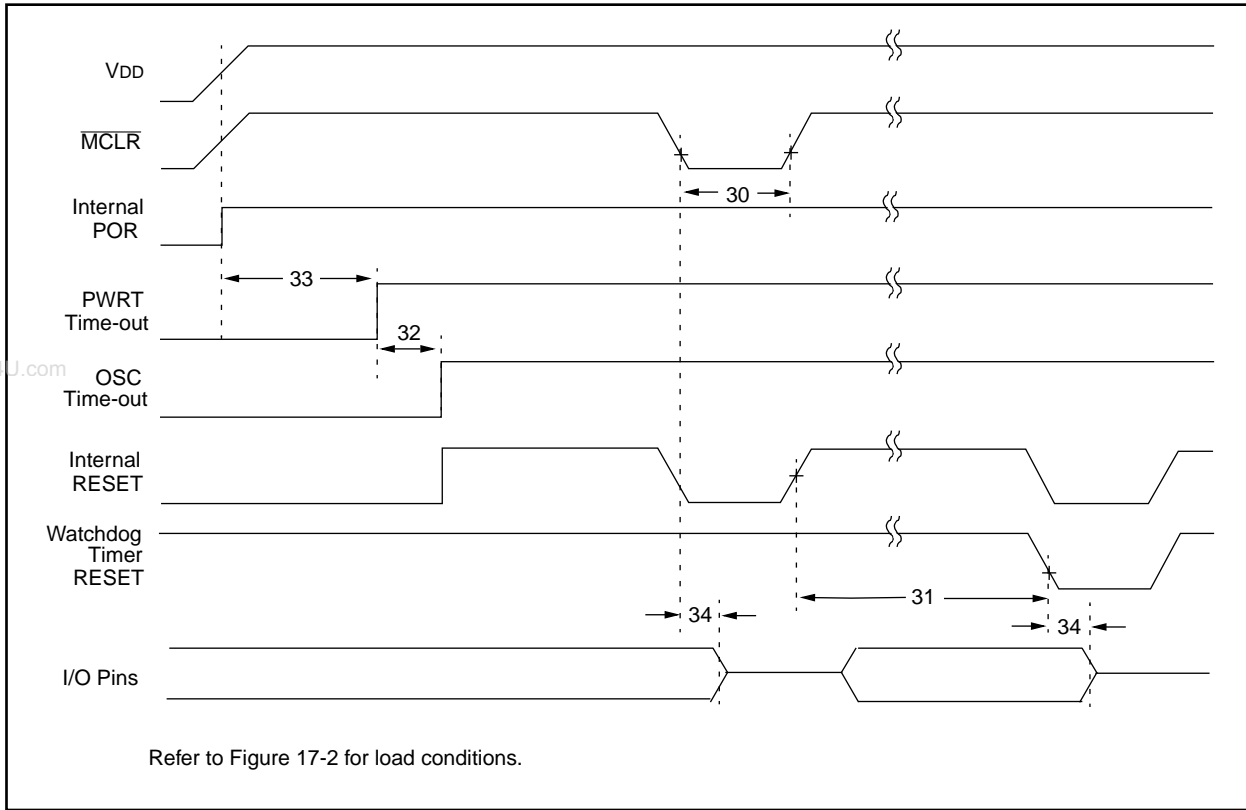 VDD
MCLR
30
Internal
POR
33
PWRT
Time-out
32
U.com
OSC
Time-out
Internal
RESET
Watchdog
Timer
RESET
31
34
34
I/O Pins
Refer to Figure 17-2 for load conditions.